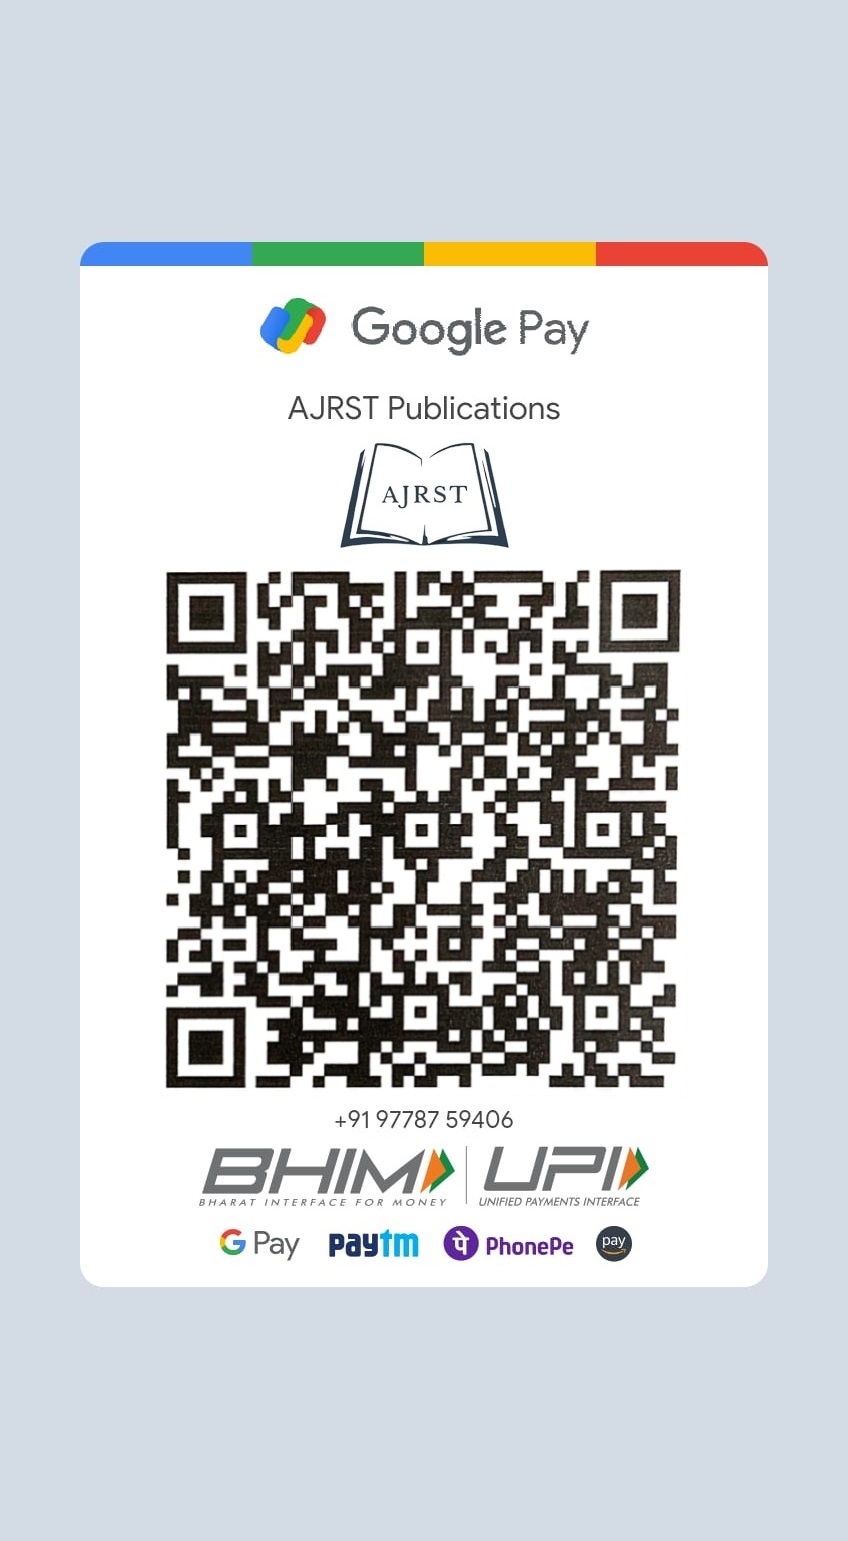 Google Pay
AJRST Publications
AJRST
+91 97787 59406
BHIM UPI
BHARAT INTERFACE FOR MONEY UNIFIED PAYMENTS INTERFACE
G Pay paytm पे PhonePe pay